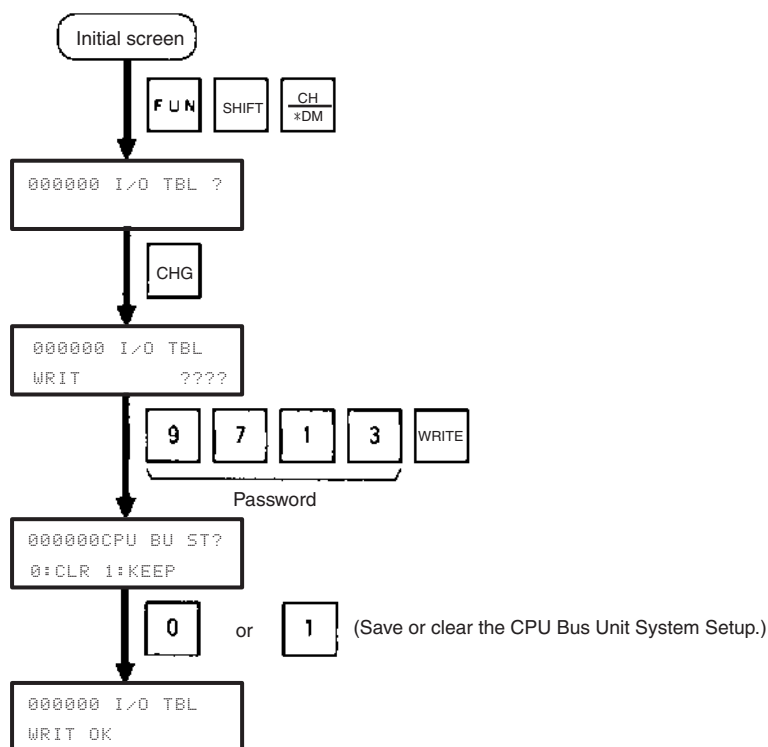 Initial screen
FUN SHIFT CH
*DM
000000 I/O TBL ?
CHG
000000 I/O TBL
WRIT ????
9 7 1 3 WRITE
Password
000000CPU BU ST?
0:CLR 1:KEEP
0 or 1 (Save or clear the CPU Bus Unit System Setup.)
000000 I/O TBL
WRIT OK